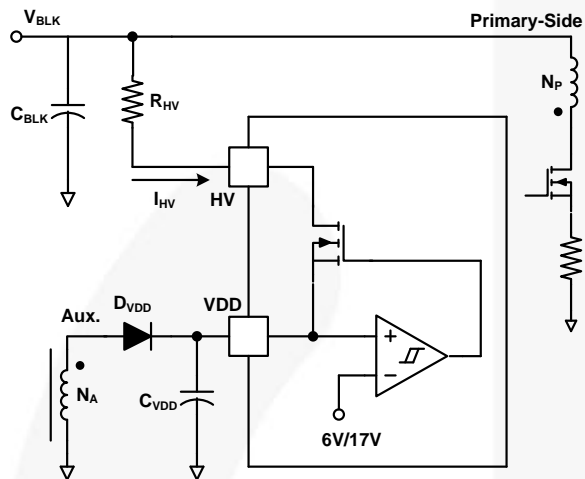 Primary-Side
VBLK
RHV
CBLK
NP
IHV
HV
DVDD
VDD
Aux.
+
−
NA
CVDD
6V/17V